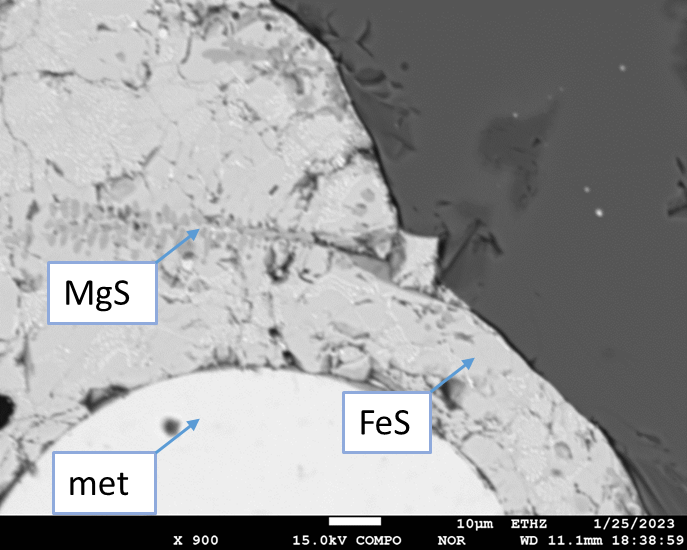 MgS
FeS
met
10µm ETHZ 1/25/2023
X 900 15.0kV COMPO NOR WD 11.1mm 18:38:59